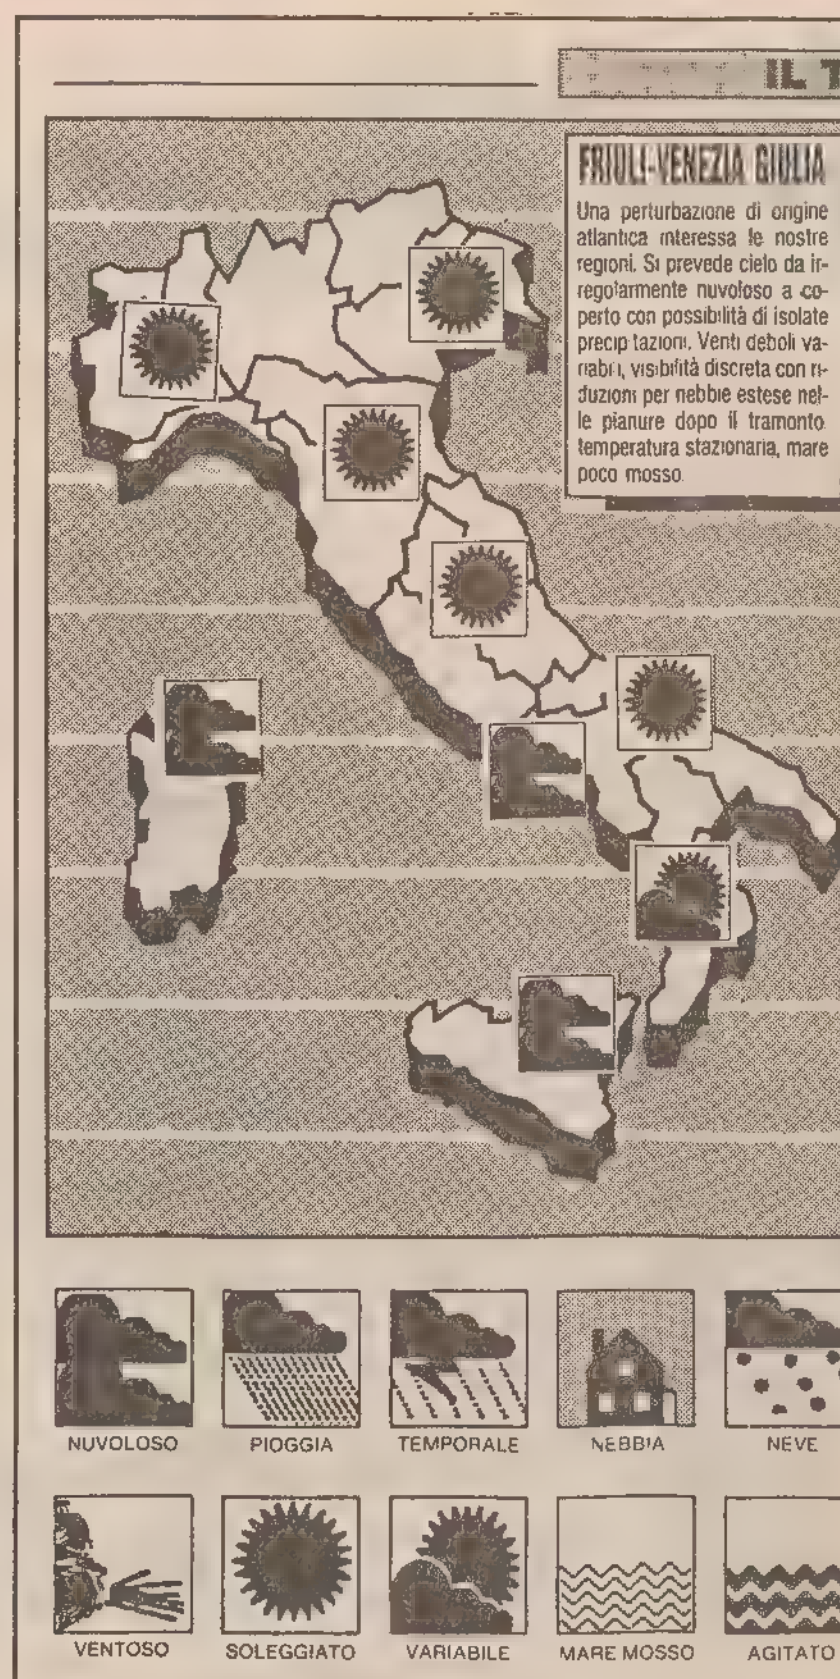 IL T
FRIULI-VENEZIA GIULIA
Una perturbazione di origine
atlantica interessa le nostre
regioni. Si prevede cielo da ir-
regolarmente nuvoloso a co-
perto con possibilità di isolate
precip tazioni. Venti deboli va-
riabili, visibilità discreta con ri-
duzioni per nebbie estese nel-
le pianure dopo il tramonto.
temperatura stazionaria, mare
poco mosso.
NUVOLOSO
PIOGGIA
TEMPORALE
NEBBIA
NEVE
VENTOSO
SOLEGGIATO
VARIABILE
MARE MOSSO
AGITATO